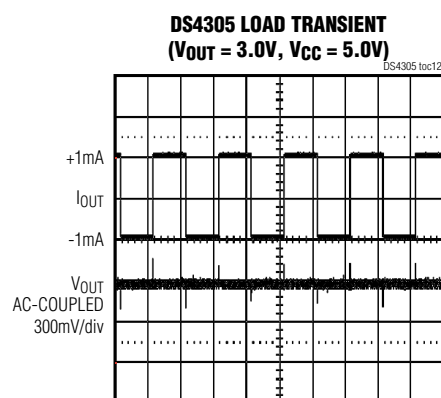 DS4305 LOAD TRANSIENT
(VOUT = 3.0V, VCC = 5.0V)
DS4305 toc12
+1mA
IOUT
-1mA
VOUT
AC-COUPLED
300mV/div